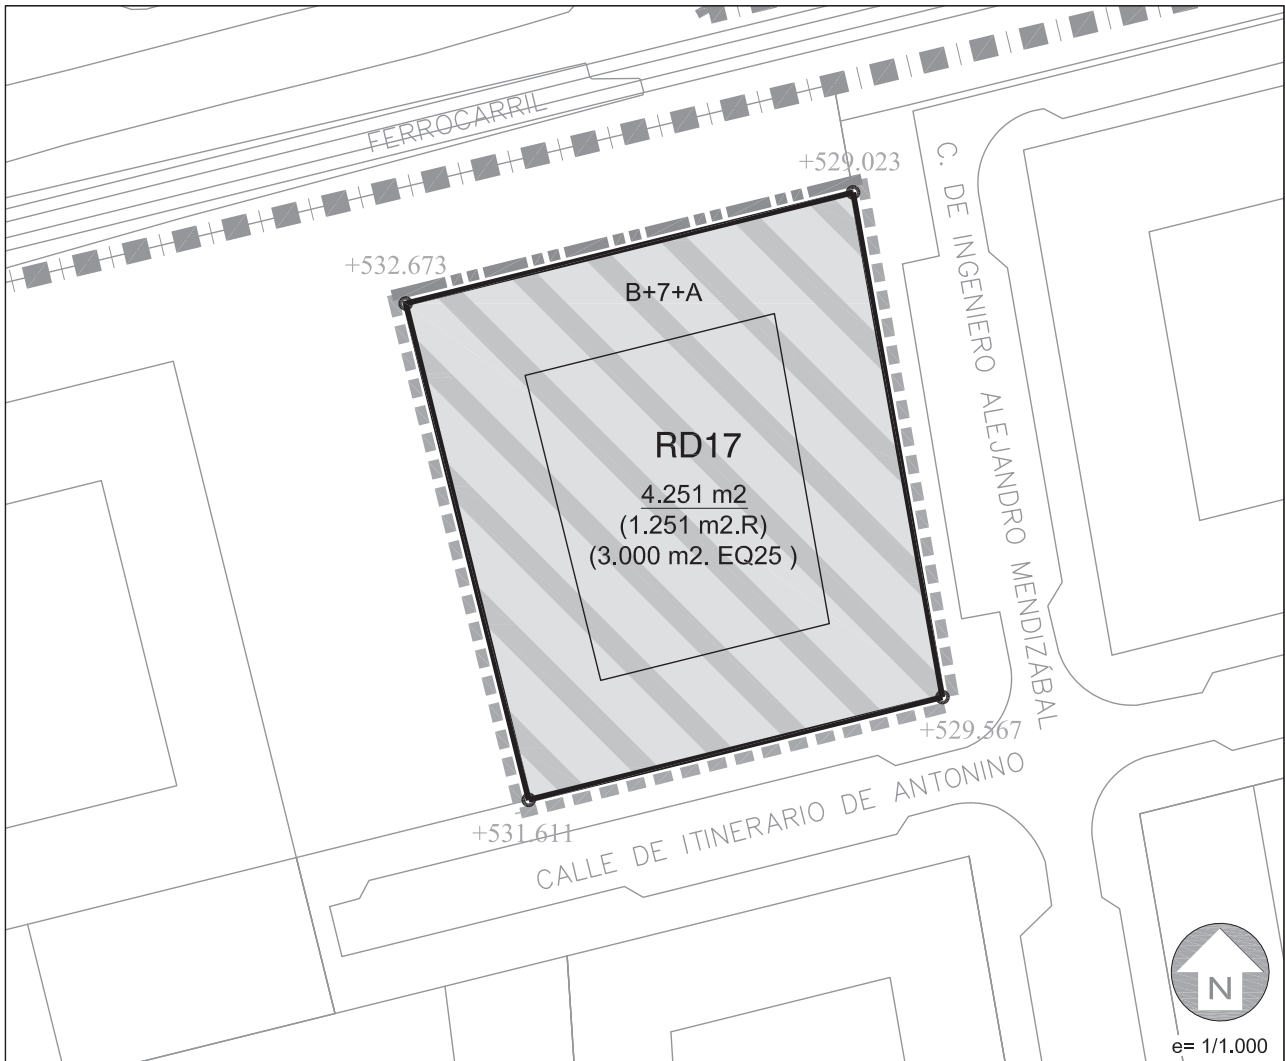 FERROCARRIL
+529.023
C. DE INGENIERO ALEJANDRO MENDIZÁBAL
+532.673
B+7+A
RD17
4.251 m2
(1.251 m2.R)
(3.000 m2. EQ25 )
+529.567
+531.611
CALLE DE ITINERARIO DE ANTONINO
N
e= 1/1.000